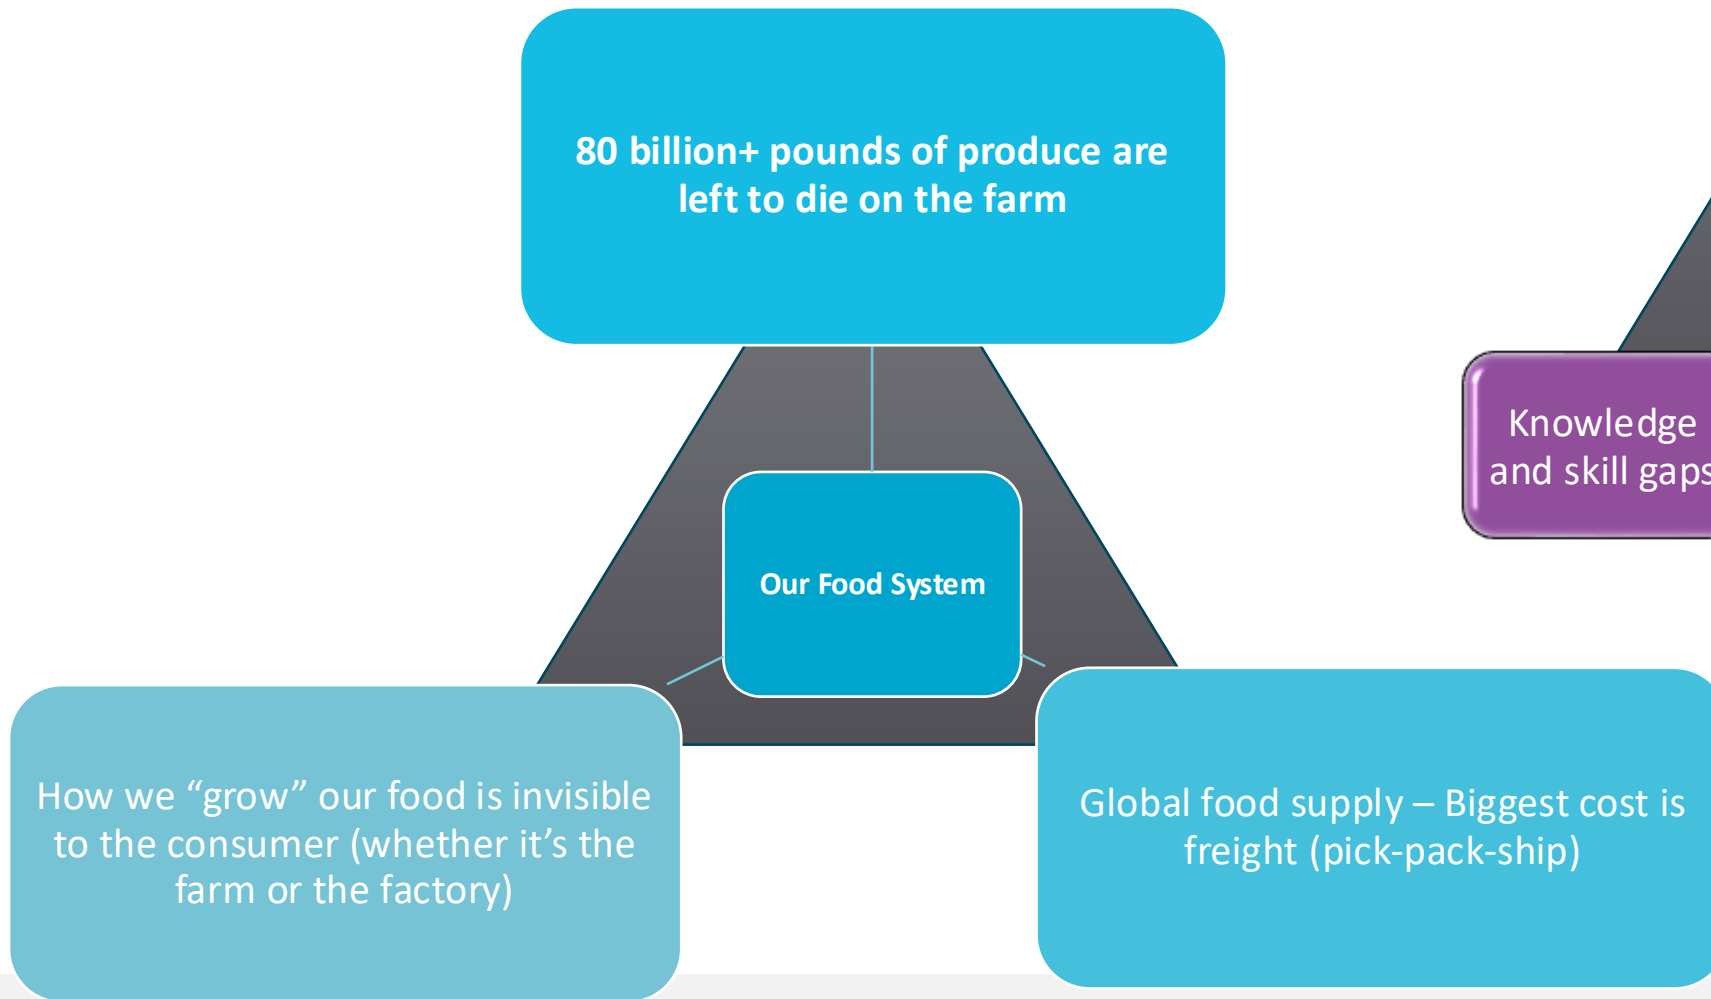 80 billion+ pounds of produce are
left to die on the farm
Knowledge
and skill gaps
Our Food System
How we “grow” our food is invisible
to the consumer (whether it’s the
farm or the factory)
Global food supply – Biggest cost is
freight (pick-pack-ship)